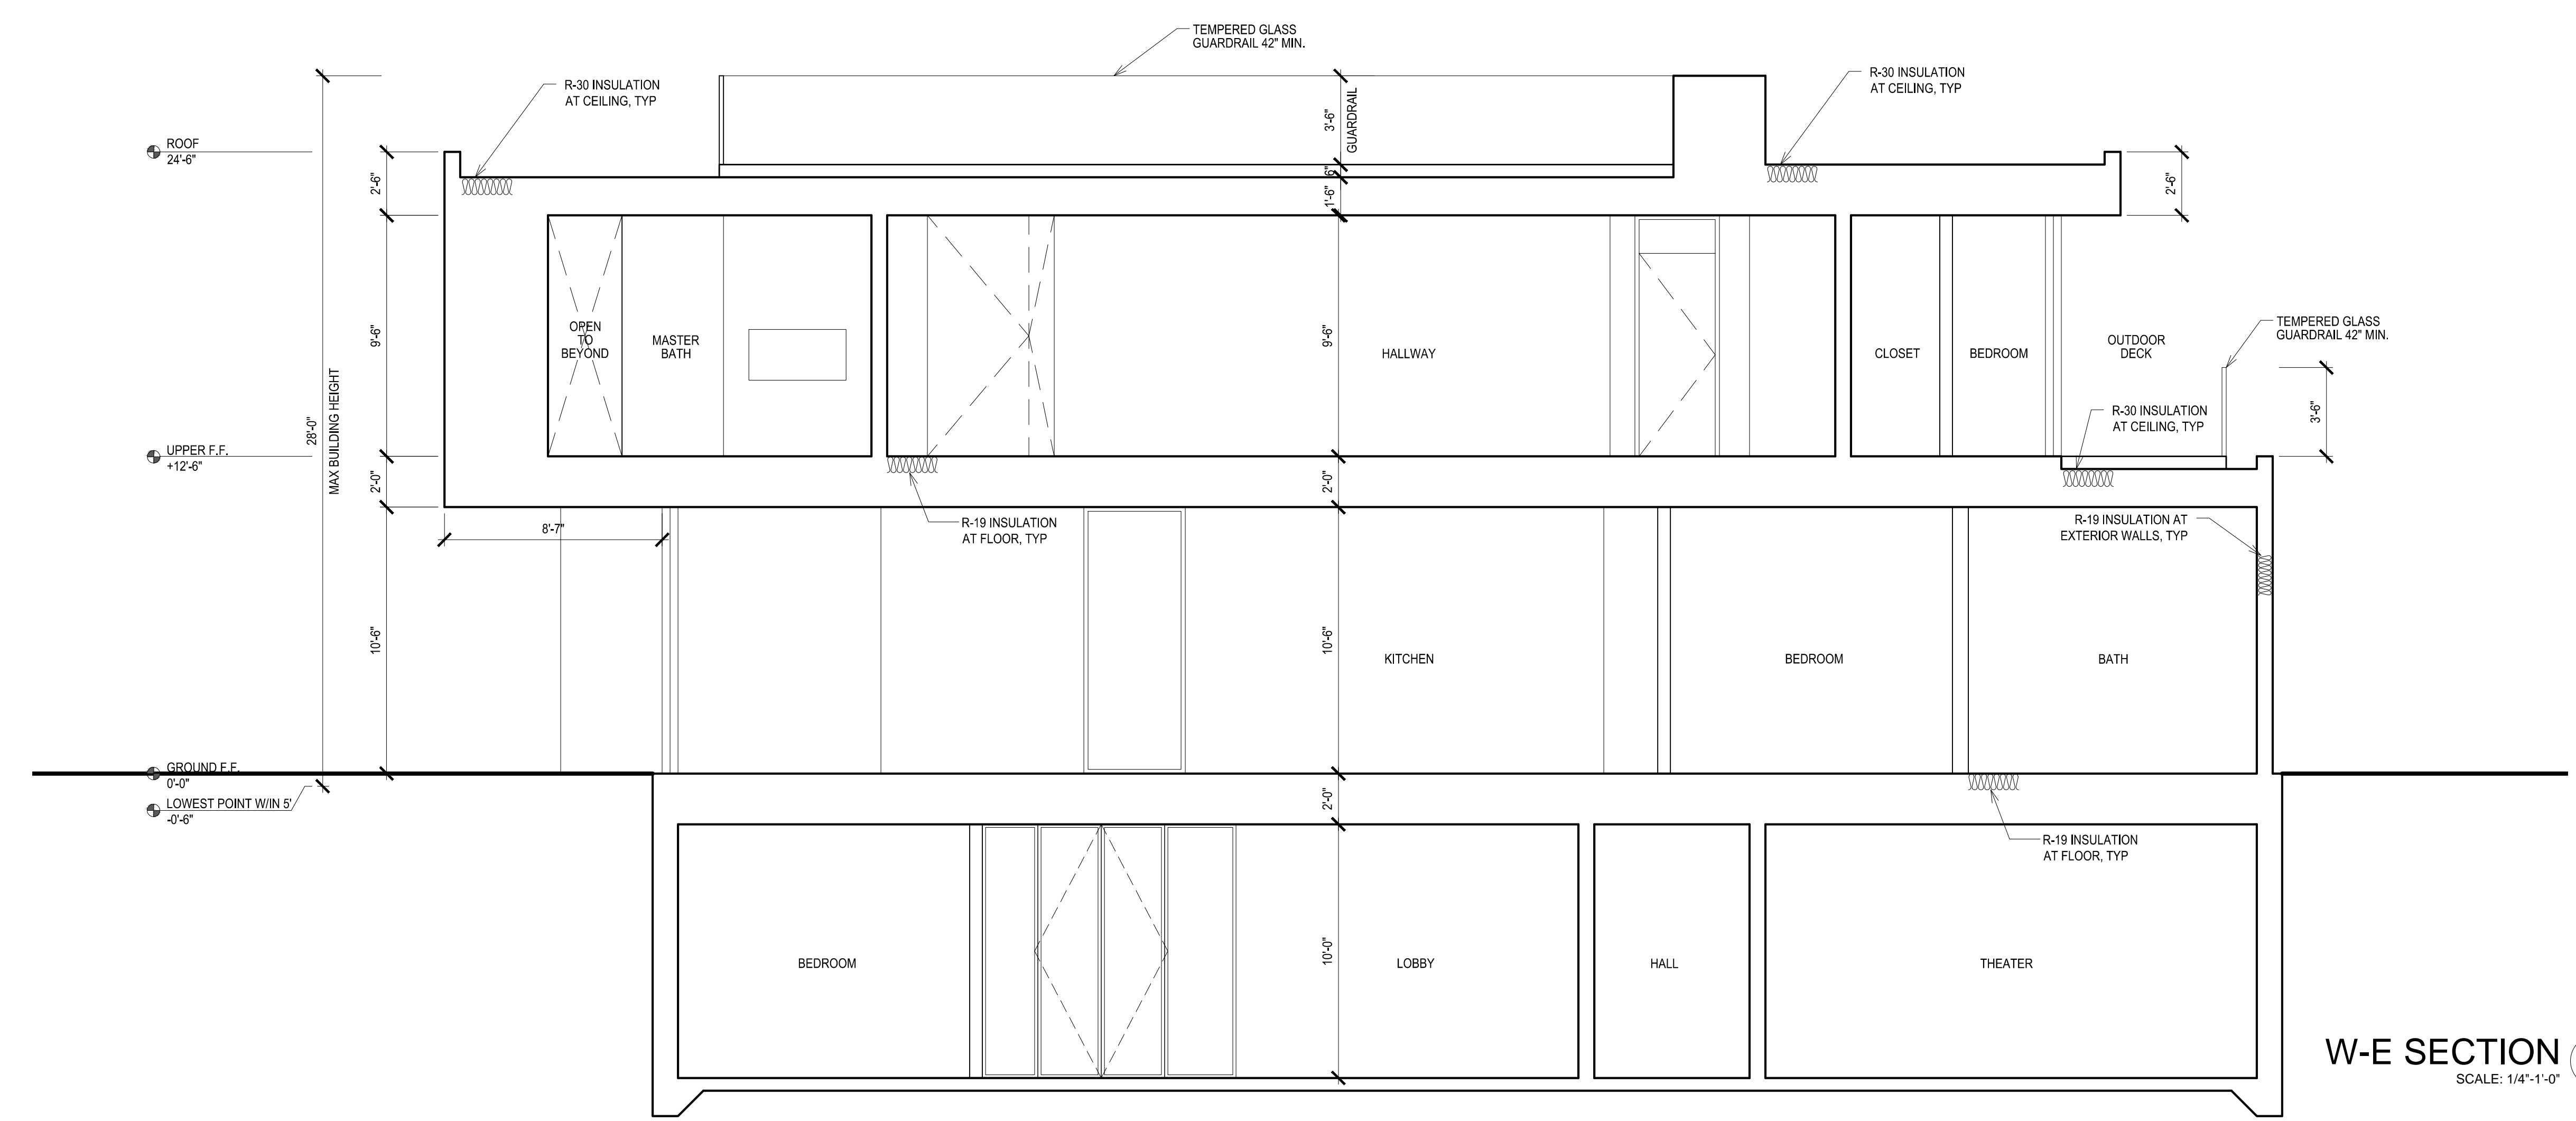 TEMPERED GLASS
GUARDRAIL 42" MIN.
R-30 INSULATION
AT CEILING, TYP
R-30 INSULATION
AT CEILING, TYP
3'-6"
GUARDRAIL
ROOF
24'-6"
2'-6"
6"
1'-6"
2'-6"
9'-6"
OPEN
TO
BEYOND
MASTER
BATH
9'-6"
HALLWAY
CLOSET
BEDROOM
OUTDOOR
DECK
TEMPERED GLASS
GUARDRAIL 42" MIN.
3'-6"
28'-0"
MAX BUILDING HEIGHT
R-30 INSULATION
AT CEILING, TYP
UPPER F.F.
+12'-6"
2'-0"
2'-0"
8'-7"
R-19 INSULATION
AT FLOOR, TYP
R-19 INSULATION AT
EXTERIOR WALLS, TYP
10'-6"
10'-6"
KITCHEN
BEDROOM
BATH
GROUND F.F.
0'-0"
LOWEST POINT W/IN 5'
-0'-6"
2'-0"
R-19 INSULATION
AT FLOOR, TYP
10'-0"
BEDROOM
LOBBY
HALL
THEATER
W-E SECTION
SCALE: 1/4"-1'-0"